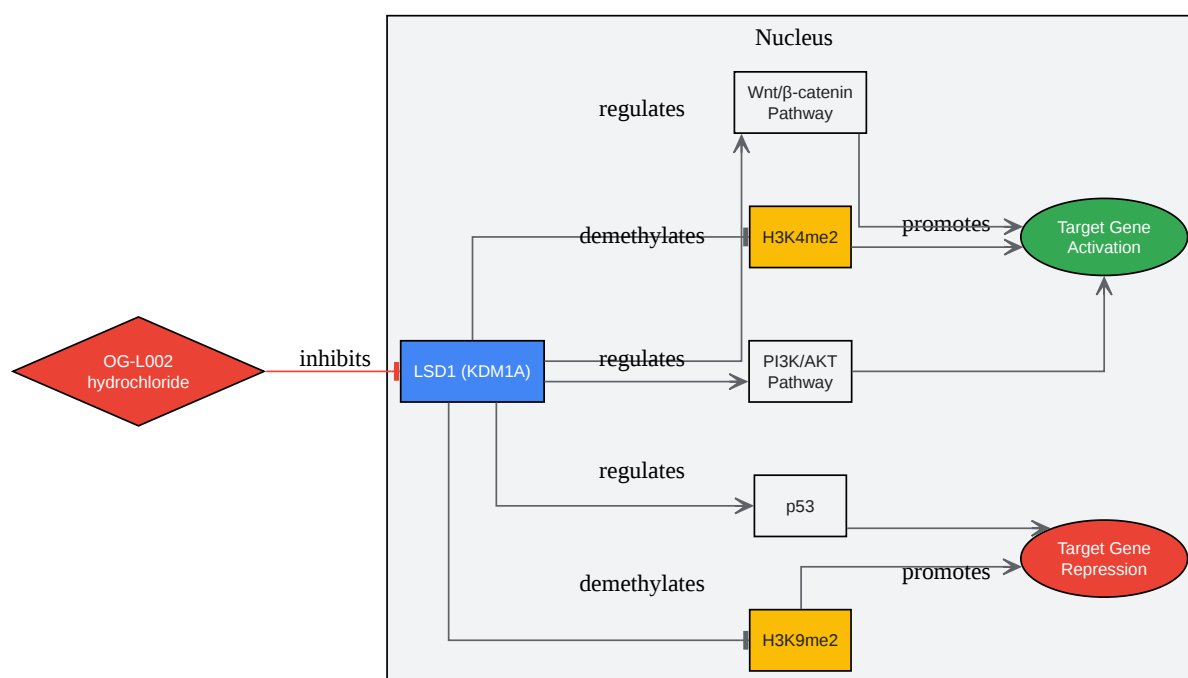 Nucleus
Wnt/β-catenin
Pathway
regulates
demethylates
H3K4me2
promotes
Target Gene
Activation
OG-L002
hydrochloride
inhibits
LSD1 (KDM1A)
regulates
PI3K/AKT
Pathway
regulates
p53
Target Gene
Repression
demethylates
promotes
H3K9me2